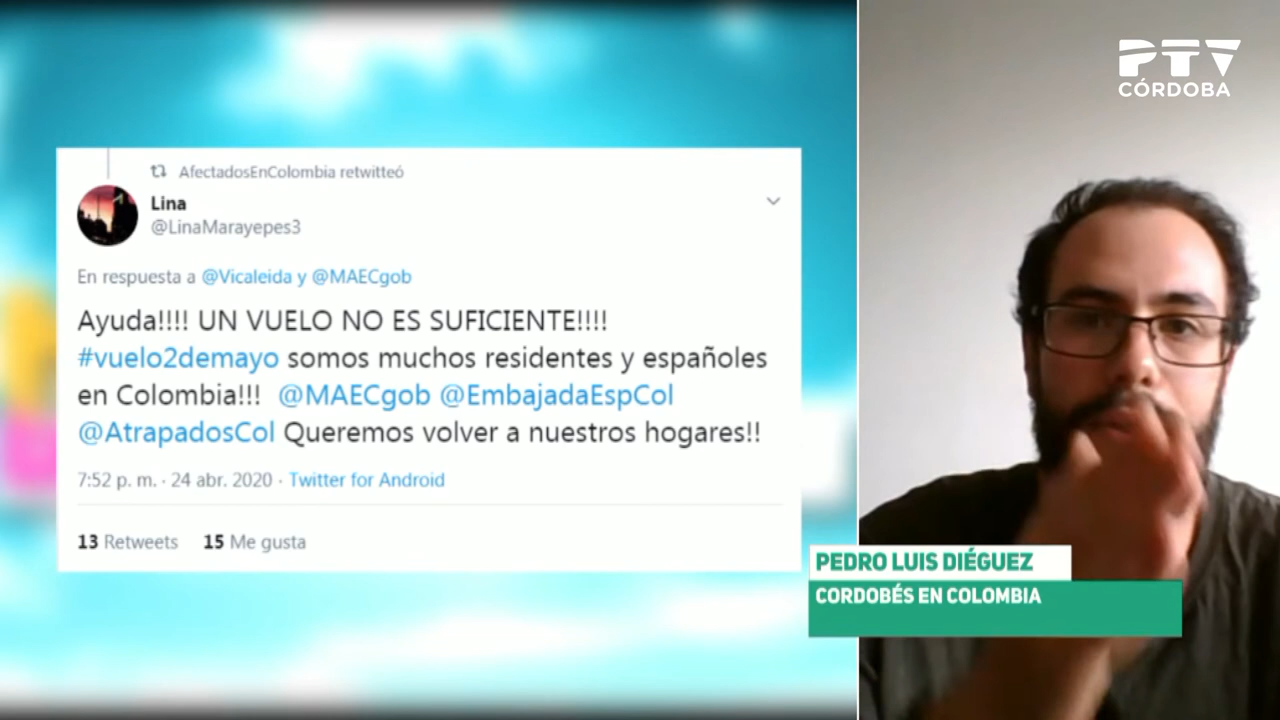 AfectadosEnColombia retwitteó
Lina
@LinaMarayepes3
En respuesta a @Vicaleida y @MAECgob
Ayuda!!!! UN VUELO NO ES SUFICIENTE!!!!
#vuelo2demayo somos muchos residentes y españoles
en Colombia!!! @MAECgob @EmbajadaEspCol
@AtrapadosCol Queremos volver a nuestros hogares!!
7:52 p. m. · 24 abr. 2020 · Twitter for Android
13 Retweets 15 Me gusta
PTV
CÓRDOBA
PEDRO LUIS DIÉGUEZ
CORDOBÉS EN COLOMBIA